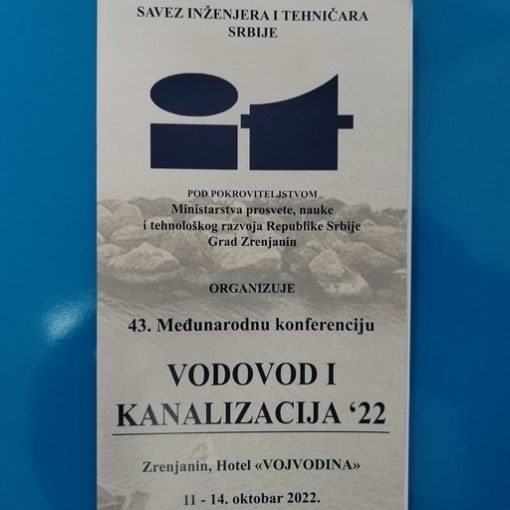 SAVEZ INŽENJERA I TEHNIČARA
SRBIJE
it
POD POKROVITELJSTVOM
Ministarstva prosvete, nauke
i tehnološkog razvoja Republike Srbije
Grad Zrenjanin
ORGANIZUJE
43. Međunarodnu konferenciju
VODOVOD I
KANALIZACIJA ‘22
Zrenjanin, Hotel «VOJVODINA»
11 - 14. oktobar 2022.